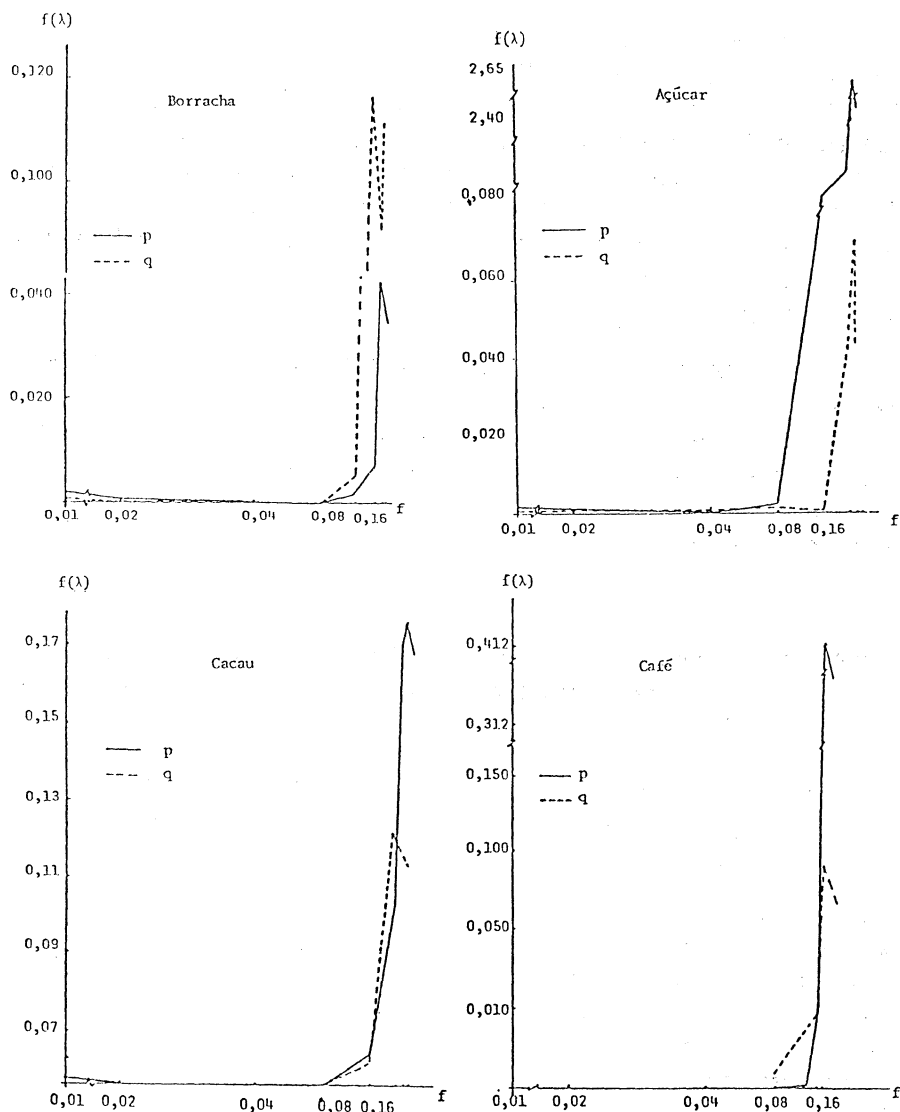 f(λ)
0,120
Borracha
0,100
p
q
0,040
0,020
0,01 0,02 0,04 0,08 0,16 f
f(λ)
2,65
Açúcar
2,40
0,080
p
q
0,060
0,040
0,020
0,01 0,02 0,04 0,08 0,16 f
f(λ)
0,17
Cacau
0,15
p
q
0,13
0,11
0,09
0,07
0,01 0,02 0,04 0,08 0,16 f
f(λ)
0,412
Café
0,312
0,150
p
q
0,100
0,050
0,010
0,01 0,02 0,04 0,08 0,16 f